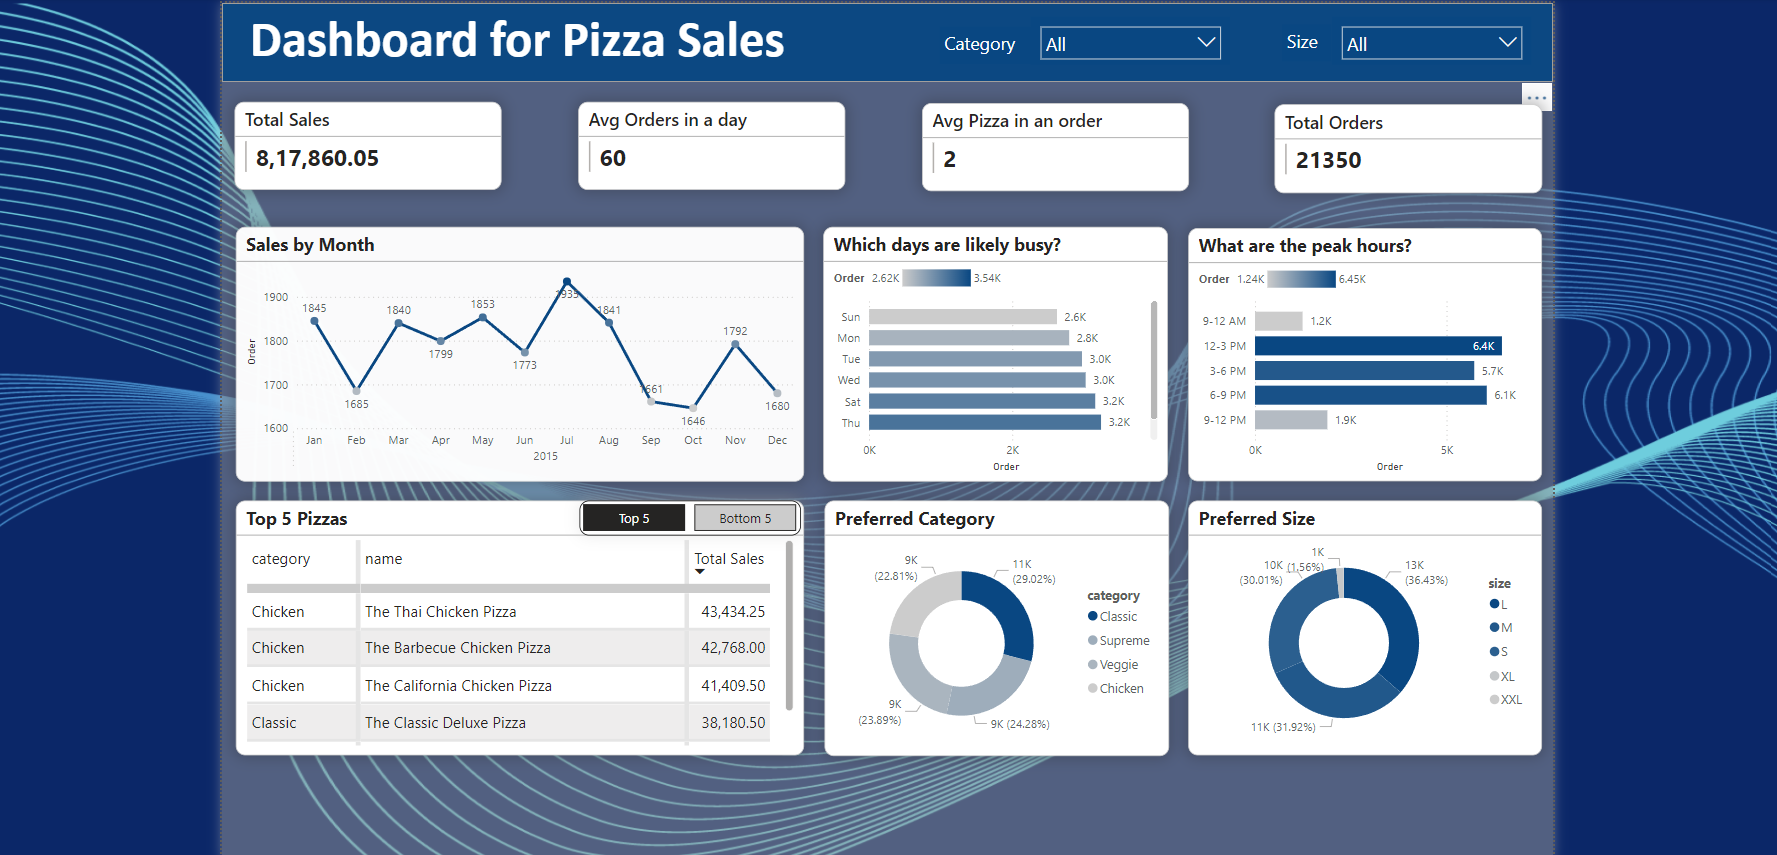 Dashboard for Pizza Sales
Category All
Size All
Total Sales
8,17,860.05
Avg Orders in a day
60
Avg Pizza in an order
2
Total Orders
21350
Sales by Month
Order
1900
1800
1700
1600
1845
1685
1840
1799
1853
1773
1935
1841
1661
1646
1792
1680
Jan Feb Mar Apr May Jun Jul Aug Sep Oct Nov Dec
2015
Which days are likely busy?
Order 2.62K 3.54K
Sun 2.6K
Mon 2.8K
Tue 3.0K
Wed 3.0K
Sat 3.2K
Thu 3.2K
0K 2K
Order
What are the peak hours?
Order 1.24K 6.45K
9-12 AM 1.2K
12-3 PM 6.4K
3-6 PM 5.7K
6-9 PM 6.1K
9-12 PM 1.9K
0K 5K
Order
Top 5 Pizzas
Top 5 Bottom 5
category name Total Sales
Chicken The Thai Chicken Pizza 43,434.25
Chicken The Barbecue Chicken Pizza 42,768.00
Chicken The California Chicken Pizza 41,409.50
Classic The Classic Deluxe Pizza 38,180.50
Preferred Category
9K
(22.81%)
11K
(29.02%)
9K
(23.89%)
9K (24.28%)
category
Classic
Supreme
Veggie
Chicken
Preferred Size
1K
(1.56%)
10K
(30.01%)
13K
(36.43%)
11K (31.92%)
size
L
M
S
XL
XXL